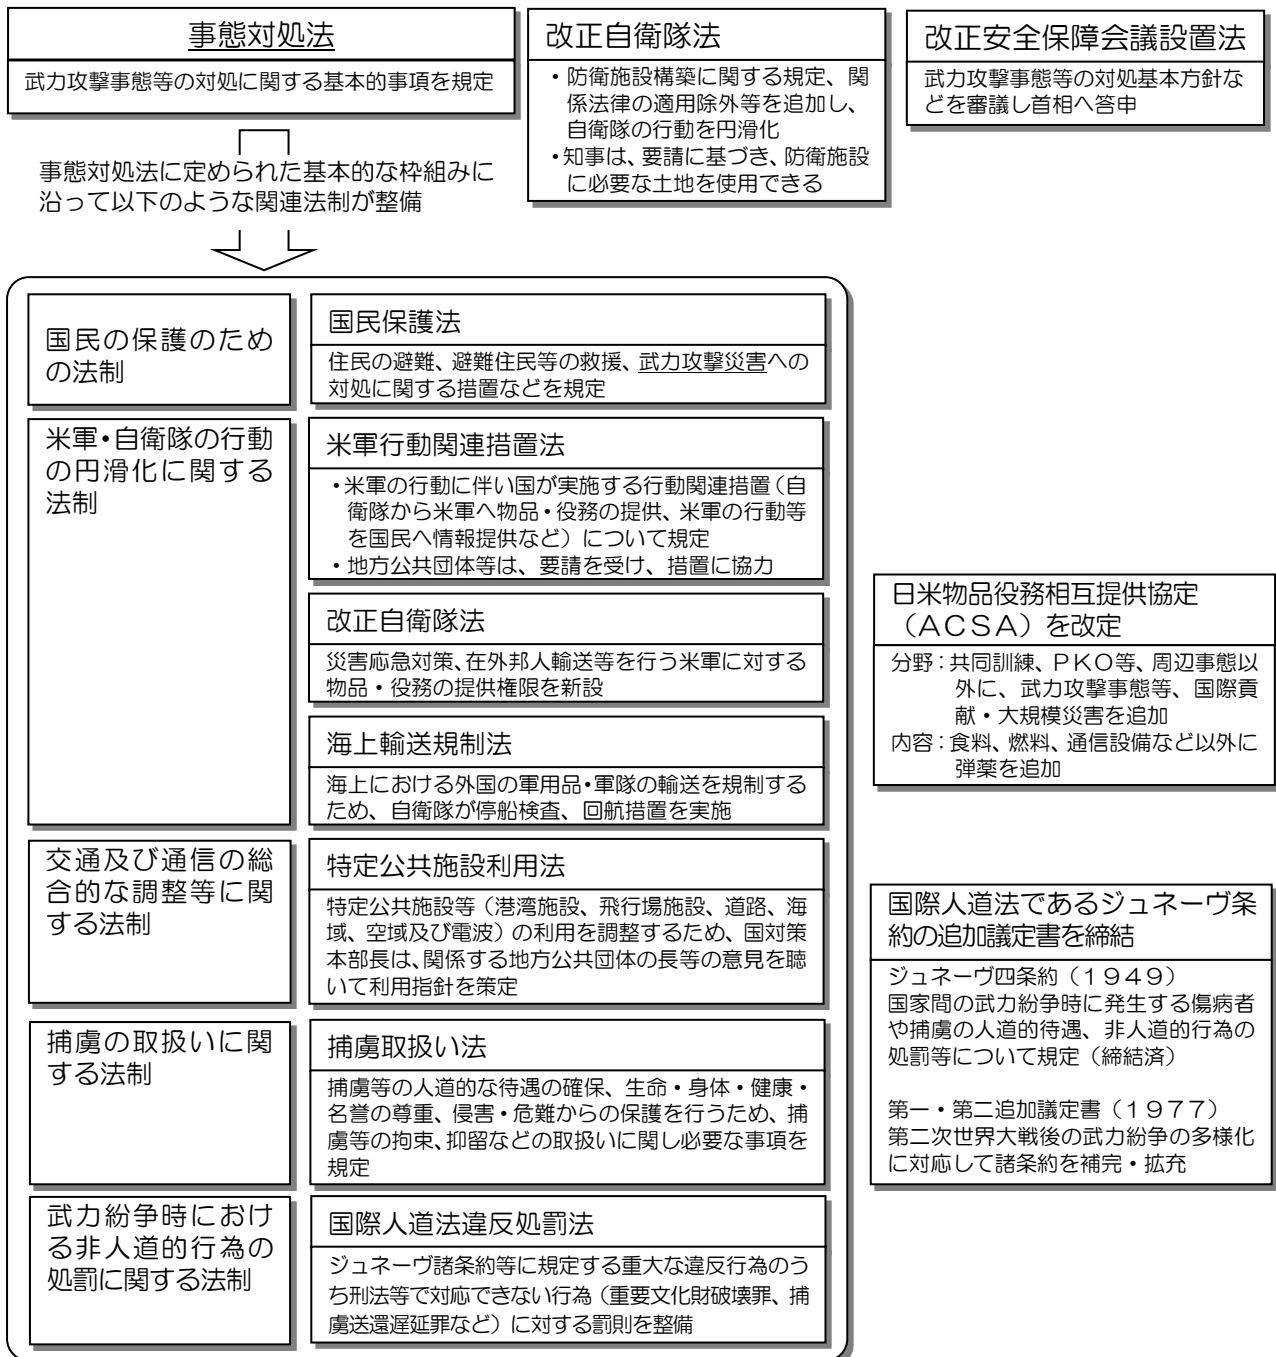 事態対処法
武力攻撃事態等の対処に関する基本的事項を規定
改正自衛隊法
・防衛施設構築に関する規定、関
係法律の適用除外等を追加し、
自衛隊の行動を円滑化
・知事は、要請に基づき、防衛施設
に必要な土地を使用できる
改正安全保障会議設置法
武力攻撃事態等の対処基本方針な
どを審議し首相へ答申
事態対処法に定められた基本的な枠組みに
沿って以下のような関連法制が整備
国民の保護のため
の法制
国民保護法
住民の避難、避難住民等の救援、武力攻撃災害への
対処に関する措置などを規定
米軍・自衛隊の行動
の円滑化に関する
法制
米軍行動関連措置法
・米軍の行動に伴い国が実施する行動関連措置（自
衛隊から米軍へ物品・役務の提供、米軍の行動等
を国民へ情報提供など）について規定
・地方公共団体等は、要請を受け、措置に協力
改正自衛隊法
災害応急対策、在外邦人輸送等を行う米軍に対する
物品・役務の提供権限を新設
海上輸送規制法
海上における外国の軍用品・軍隊の輸送を規制する
ため、自衛隊が停船検査、回航措置を実施
日米物品役務相互提供協定
（ＡＣＳＡ）を改定
分野：共同訓練、ＰＫＯ等、周辺事態以
外に、武力攻撃事態等、国際貢
献・大規模災害を追加
内容：食料、燃料、通信設備など以外に
弾薬を追加
交通及び通信の総
合的な調整等に関
する法制
特定公共施設利用法
特定公共施設等（港湾施設、飛行場施設、道路、海
域、空域及び電波）の利用を調整するため、国対策
本部長は、関係する地方公共団体の長等の意見を聴
いて利用指針を策定
捕虜の取扱いに関
する法制
捕虜取扱い法
捕虜等の人道的な待遇の確保、生命・身体・健康・
名誉の尊重、侵害・危難からの保護を行うため、捕
虜等の拘束、抑留などの取扱いに関し必要な事項を
規定
国際人道法であるジュネーヴ条
約の追加議定書を締結
ジュネーヴ四条約（１９４９）
国家間の武力紛争時に発生する傷病者
や捕虜の人道的待遇、非人道的行為の
処罰等について規定（締結済）
第一・第二追加議定書（１９７７）
第二次世界大戦後の武力紛争の多様化
に対応して諸条約を補完・拡充
武力紛争時におけ
る非人道的行為の
処罰に関する法制
国際人道法違反処罰法
ジュネーヴ諸条約等に規定する重大な違反行為のう
ち刑法等で対応できない行為（重要文化財破壊罪、捕
虜送還遅延罪など）に対する罰則を整備